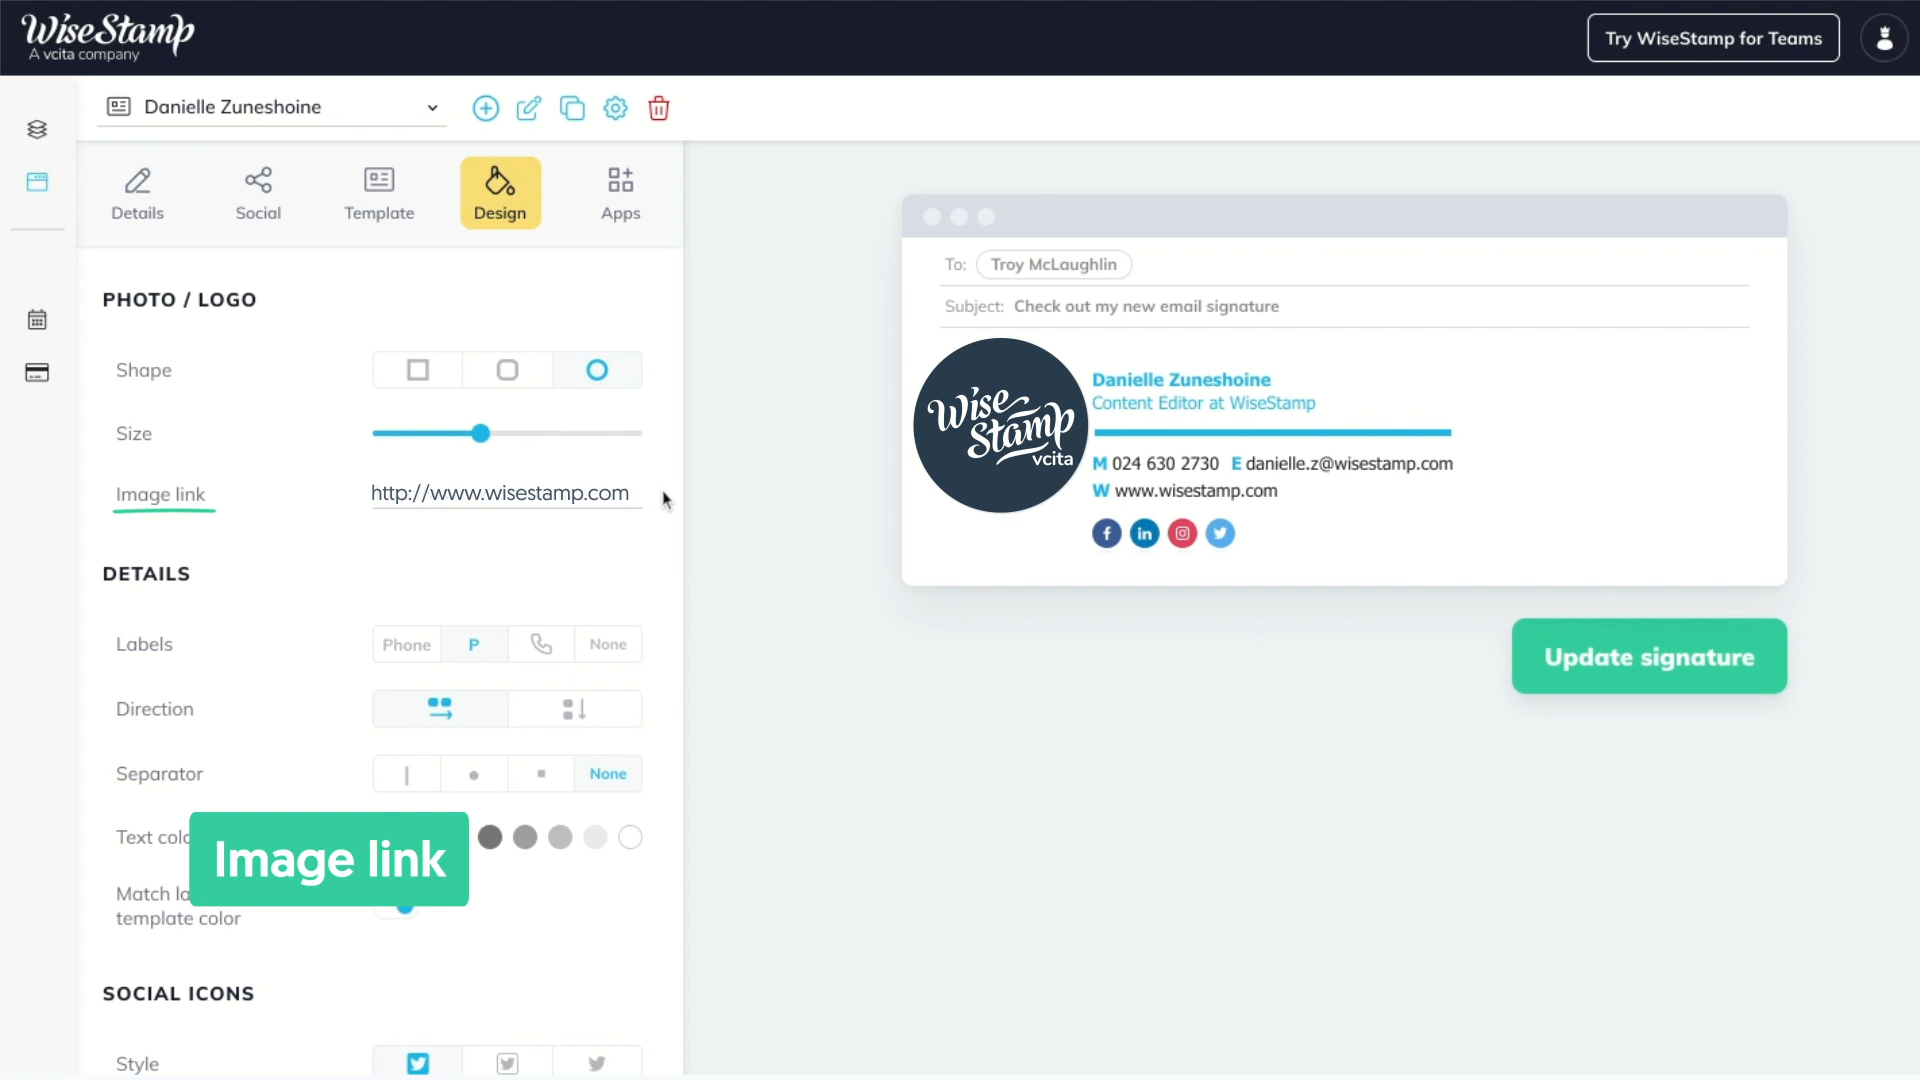 WiseStamp
A vcita company
Try WiseStamp for Teams
Danielle Zuneshoine
Details
Social
Template
Design
Apps
PHOTO / LOGO
Shape
Size
Image link
http://www.wisestamp.com
DETAILS
Labels
Phone
P
None
Direction
Separator
None
Text colo
Match la
template color
Image link
SOCIAL ICONS
Style
To: Troy McLaughlin
Subject: Check out my new email signature
Wise
Stamp
vcita
Danielle Zuneshoine
Content Editor at WiseStamp
M 024 630 2730 E danielle.z@wisestamp.com
W www.wisestamp.com
f
in
Update signature